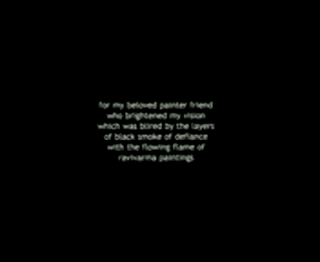 for my beloved painter friend
who brightened my vision
which was blired by the layers
of black smoke of defiance
with the flowing flame of
ravivarma paintings